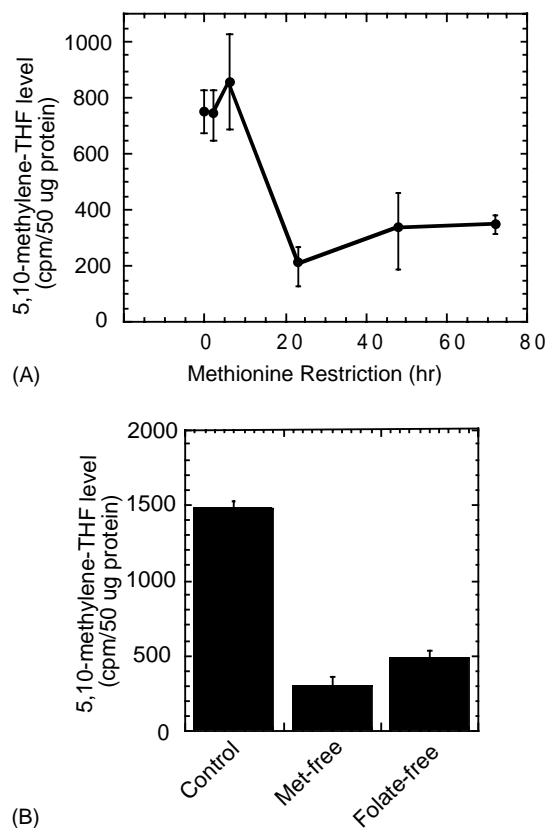 1000
800
600
400
200
0
5,10-methylene-THF level
(cpm/50 ug protein)
0 20 40 60 80
(A)
Methionine Restriction (hr)
2000
1500
1000
500
0
5,10-methylene-THF level
(cpm/50 ug protein)
Control
Met-free
Folate-free
(B)